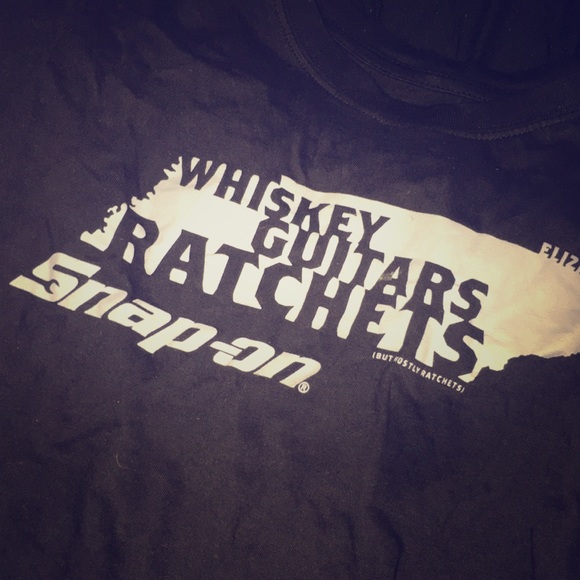 WHISKEY
GUITARS
RATCHETS
(BUT MOSTLY RATCHETS)
Snap-on®